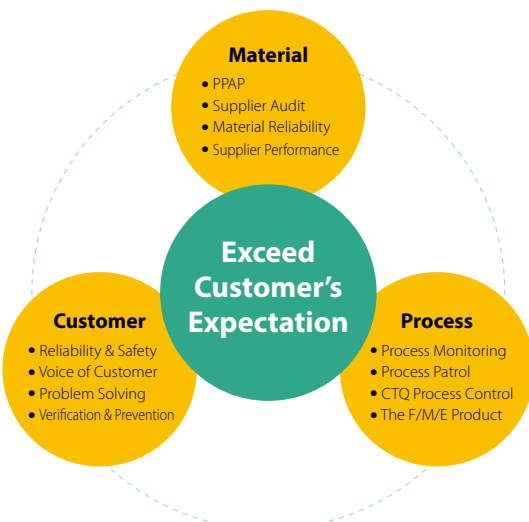 Material
• PPAP
• Supplier Audit
• Material Reliability
• Supplier Performance
Exceed
Customer’s
Expectation
Customer
• Reliability & Safety
• Voice of Customer
• Problem Solving
• Verification & Prevention
Process
• Process Monitoring
• Process Patrol
• CTQ Process Control
• The F/M/E Product